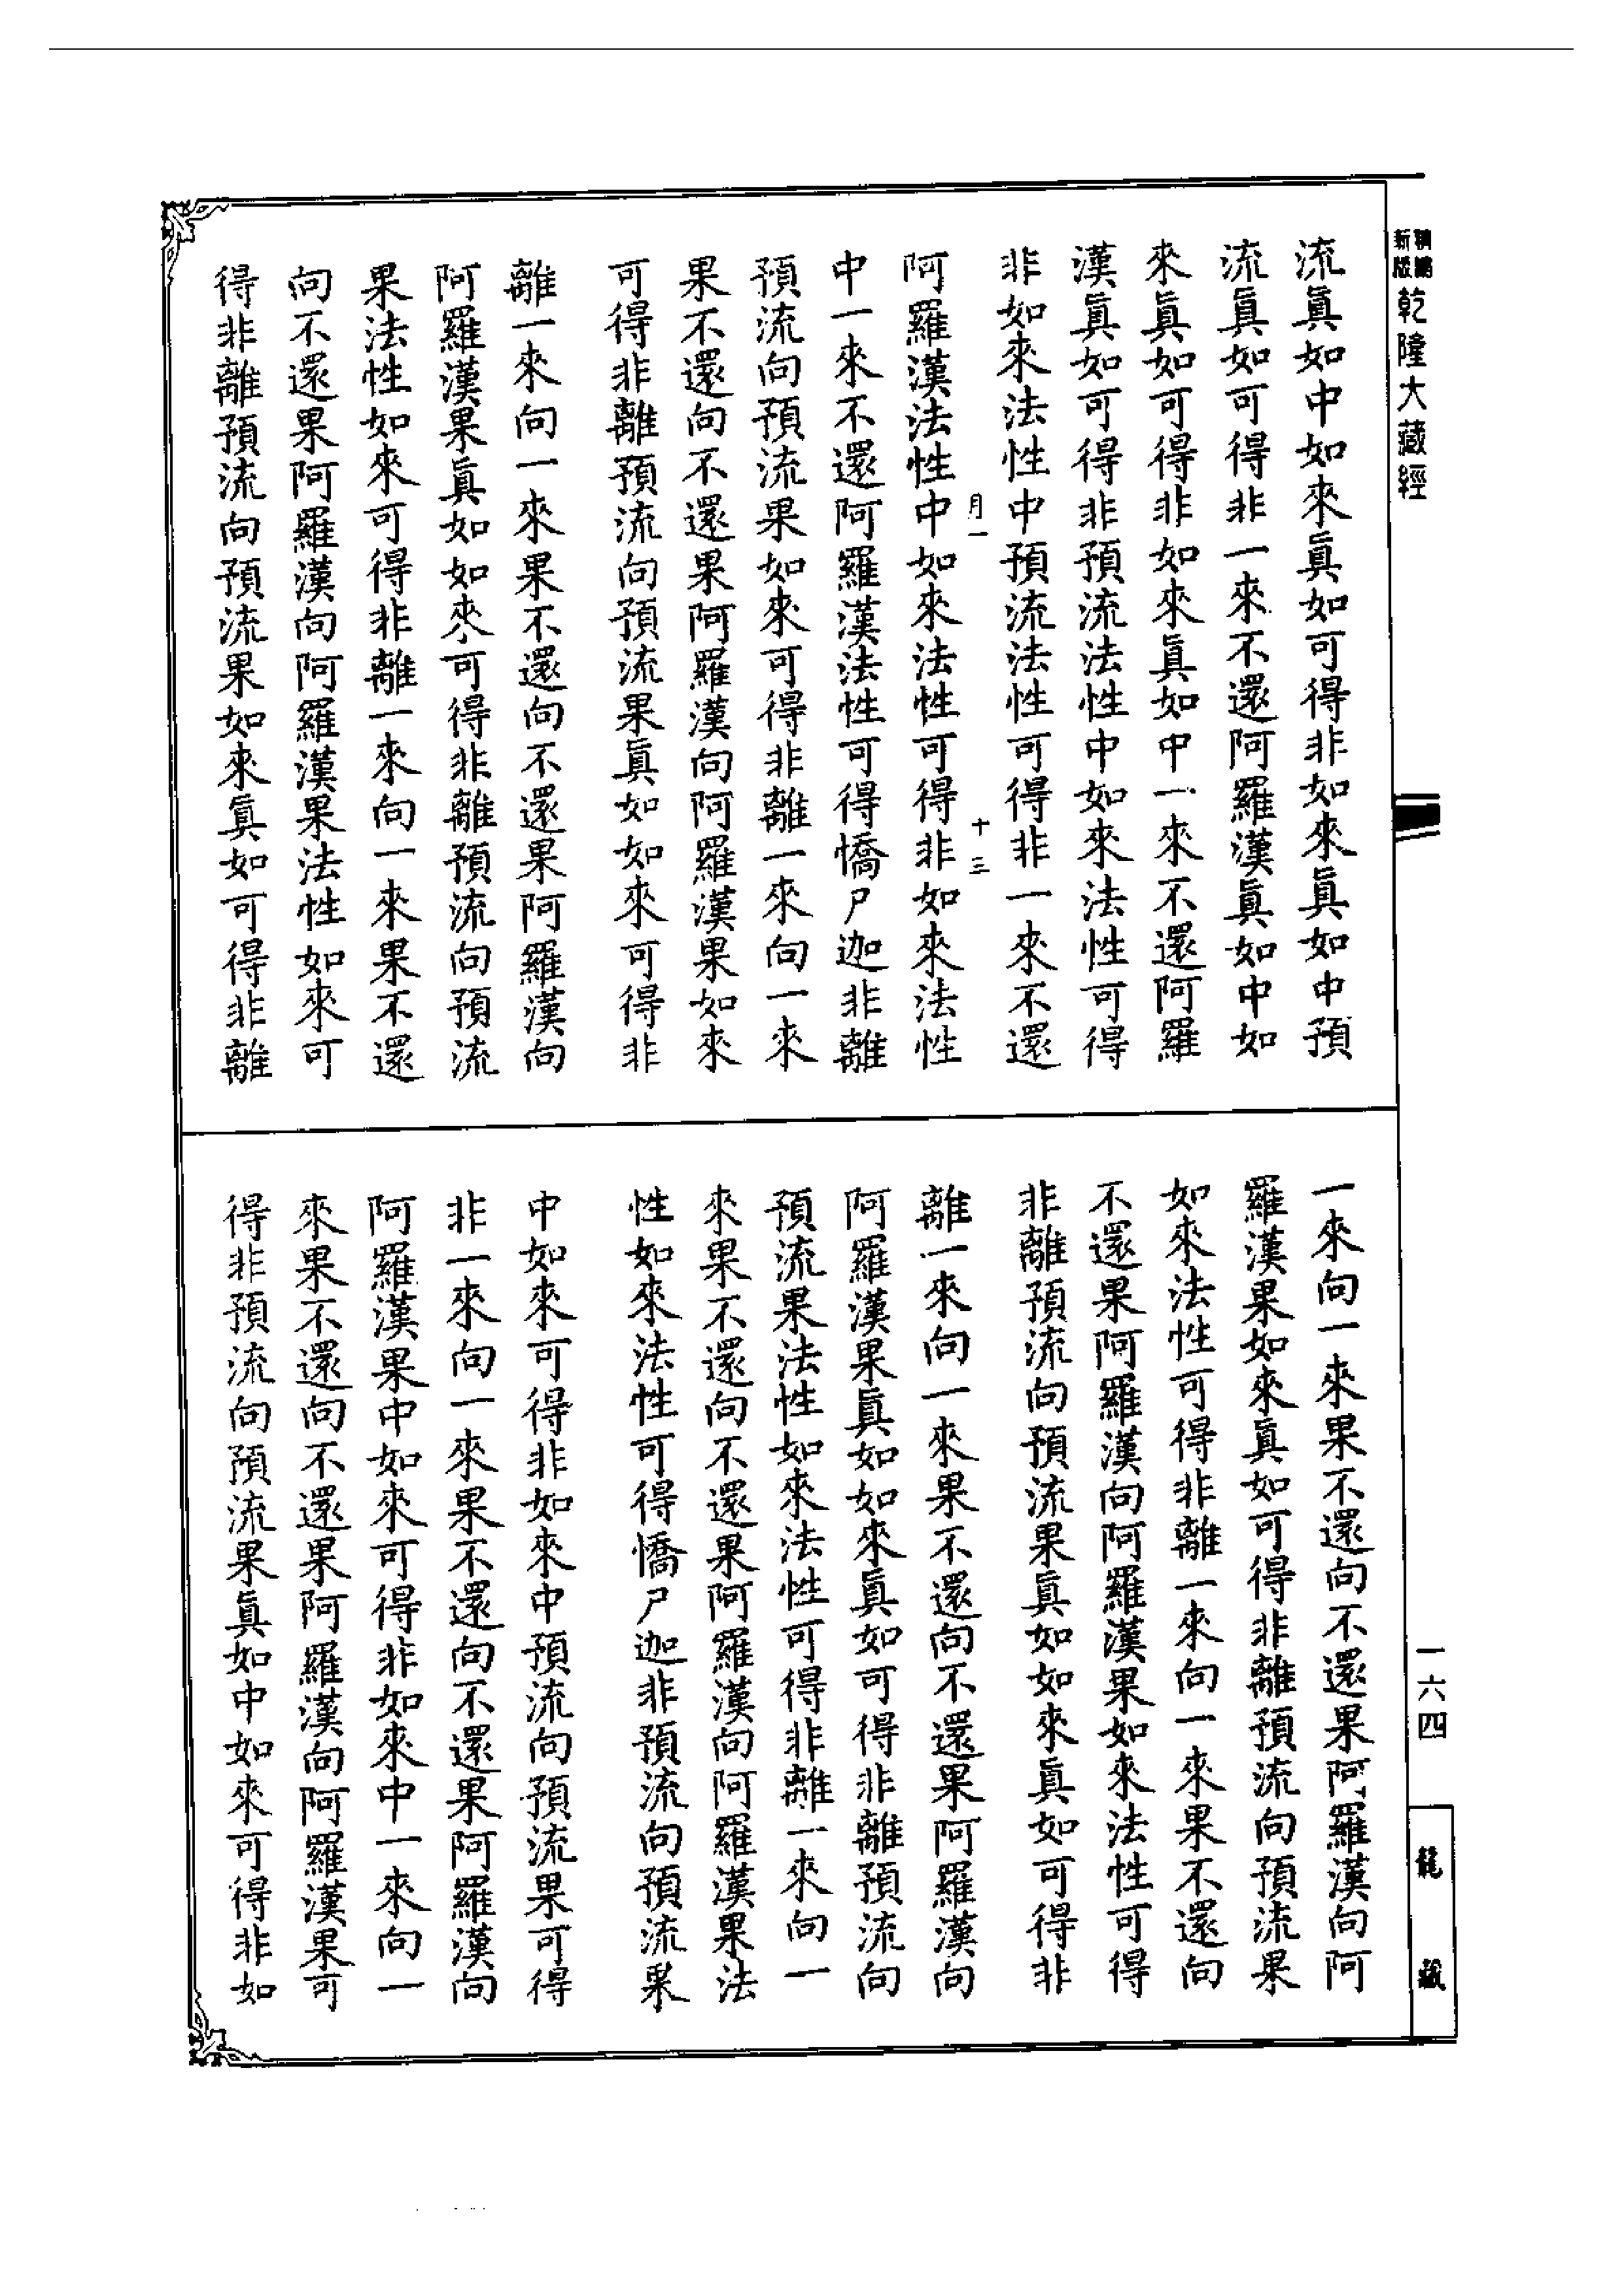 新版
乾隆大藏經
流真如中如來真如可得非如來真如中預
流真如可得非一來不還阿羅漢真如中如
來真如可得非如來真如中一來不還阿羅
漢真如可得非預流法性中如來法性可得
非如來法性中預流法性可得非一來不還
月一
十三
阿羅漢法性中如來法性可得非如來法性
中一來不還阿羅漢法性可得憍尸迦非離
預流向預流果如來可得非離一來向一來
果不還向不還果阿羅漢向阿羅漢果如來
可得非離預流向預流果真如如來可得非
離一來向一來果不還向不還果阿羅漢向
阿羅漢果真如如來可得非離預流向預流
果法性如來可得非離一來向一來果不還
向不還果阿羅漢向阿羅漢果法性如來可
得非離預流向預流果如來真如可得非離
一來向一來果不還向不還果阿羅漢向阿
羅漢果如來真如可得非離預流向預流果
如來法性可得非離一來向一來果不還向
不還果阿羅漢向阿羅漢果如來法性可得
非離預流向預流果真如如來真如可得非
離一來向一來果不還向不還果阿羅漢向
阿羅漢果真如如來真如可得非離預流向
預流果法性如來法性可得非離一來向一
來果不還向不還果阿羅漢向阿羅漢果法
性如來法性可得憍尸迦非預流向預流果
中如來可得非如來中預流向預流果可得
非一來向一來果不還向不還果阿羅漢向
阿羅漢果中如來可得非如來中一來向一
來果不還向不還果阿羅漢向阿羅漢果可
得非預流向預流果真如中如來可得非如
一六四
龍藏